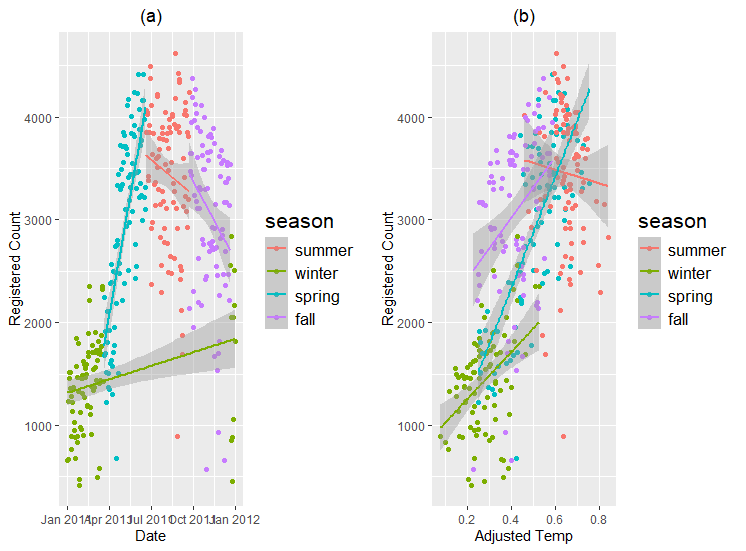 (a)
Registered Count
4000
3000
2000
1000
Jan 2011 Apr 2011 Jul 2011 Oct 2011 Jan 2012
Date
season
summer
winter
spring
fall
(b)
Registered Count
4000
3000
2000
1000
0.2 0.4 0.6 0.8
Adjusted Temp
season
summer
winter
spring
fall